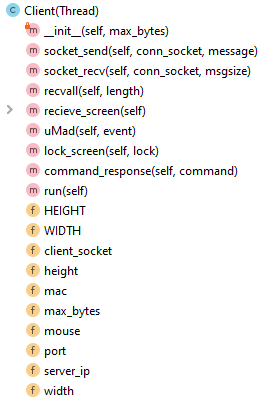 Client(Thread)
__init__(self, max_bytes)
socket_send(self, conn_socket, message)
socket_recv(self, conn_socket, msgsize)
recvall(self, length)
recieve_screen(self)
uMad(self, event)
lock_screen(self, lock)
command_response(self, command)
run(self)
HEIGHT
WIDTH
client_socket
height
mac
max_bytes
mouse
port
server_ip
width